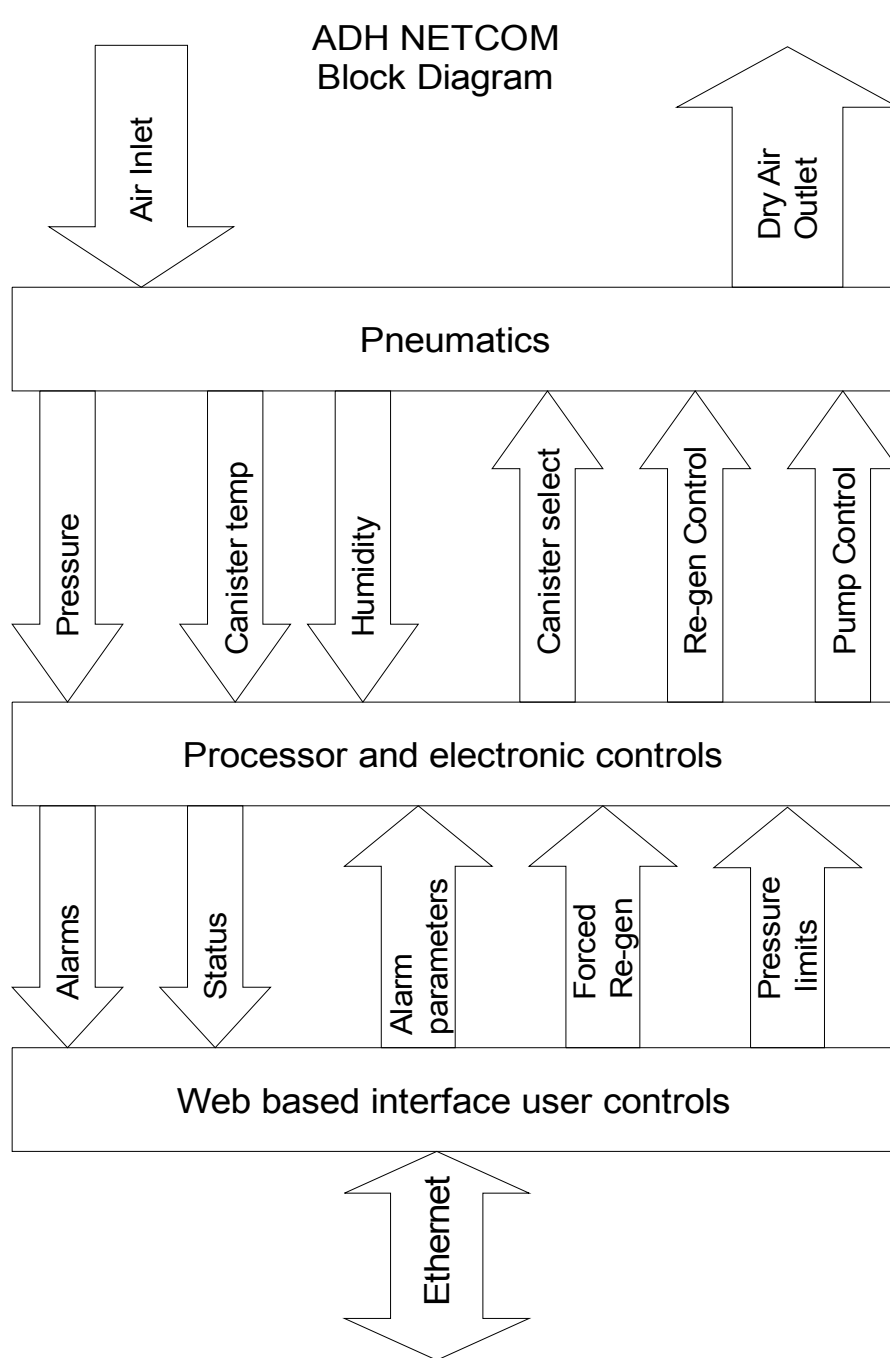 ADH NETCOM
Block Diagram
Air Inlet
Dry Air
Outlet
Pneumatics
Pressure
Canister temp
Humidity
Canister select
Re-gen Control
Pump Control
Processor and electronic controls
Alarms
Status
Alarm
parameters
Forced
Re-gen
Pressure
limits
Web based interface user controls
Ethernet